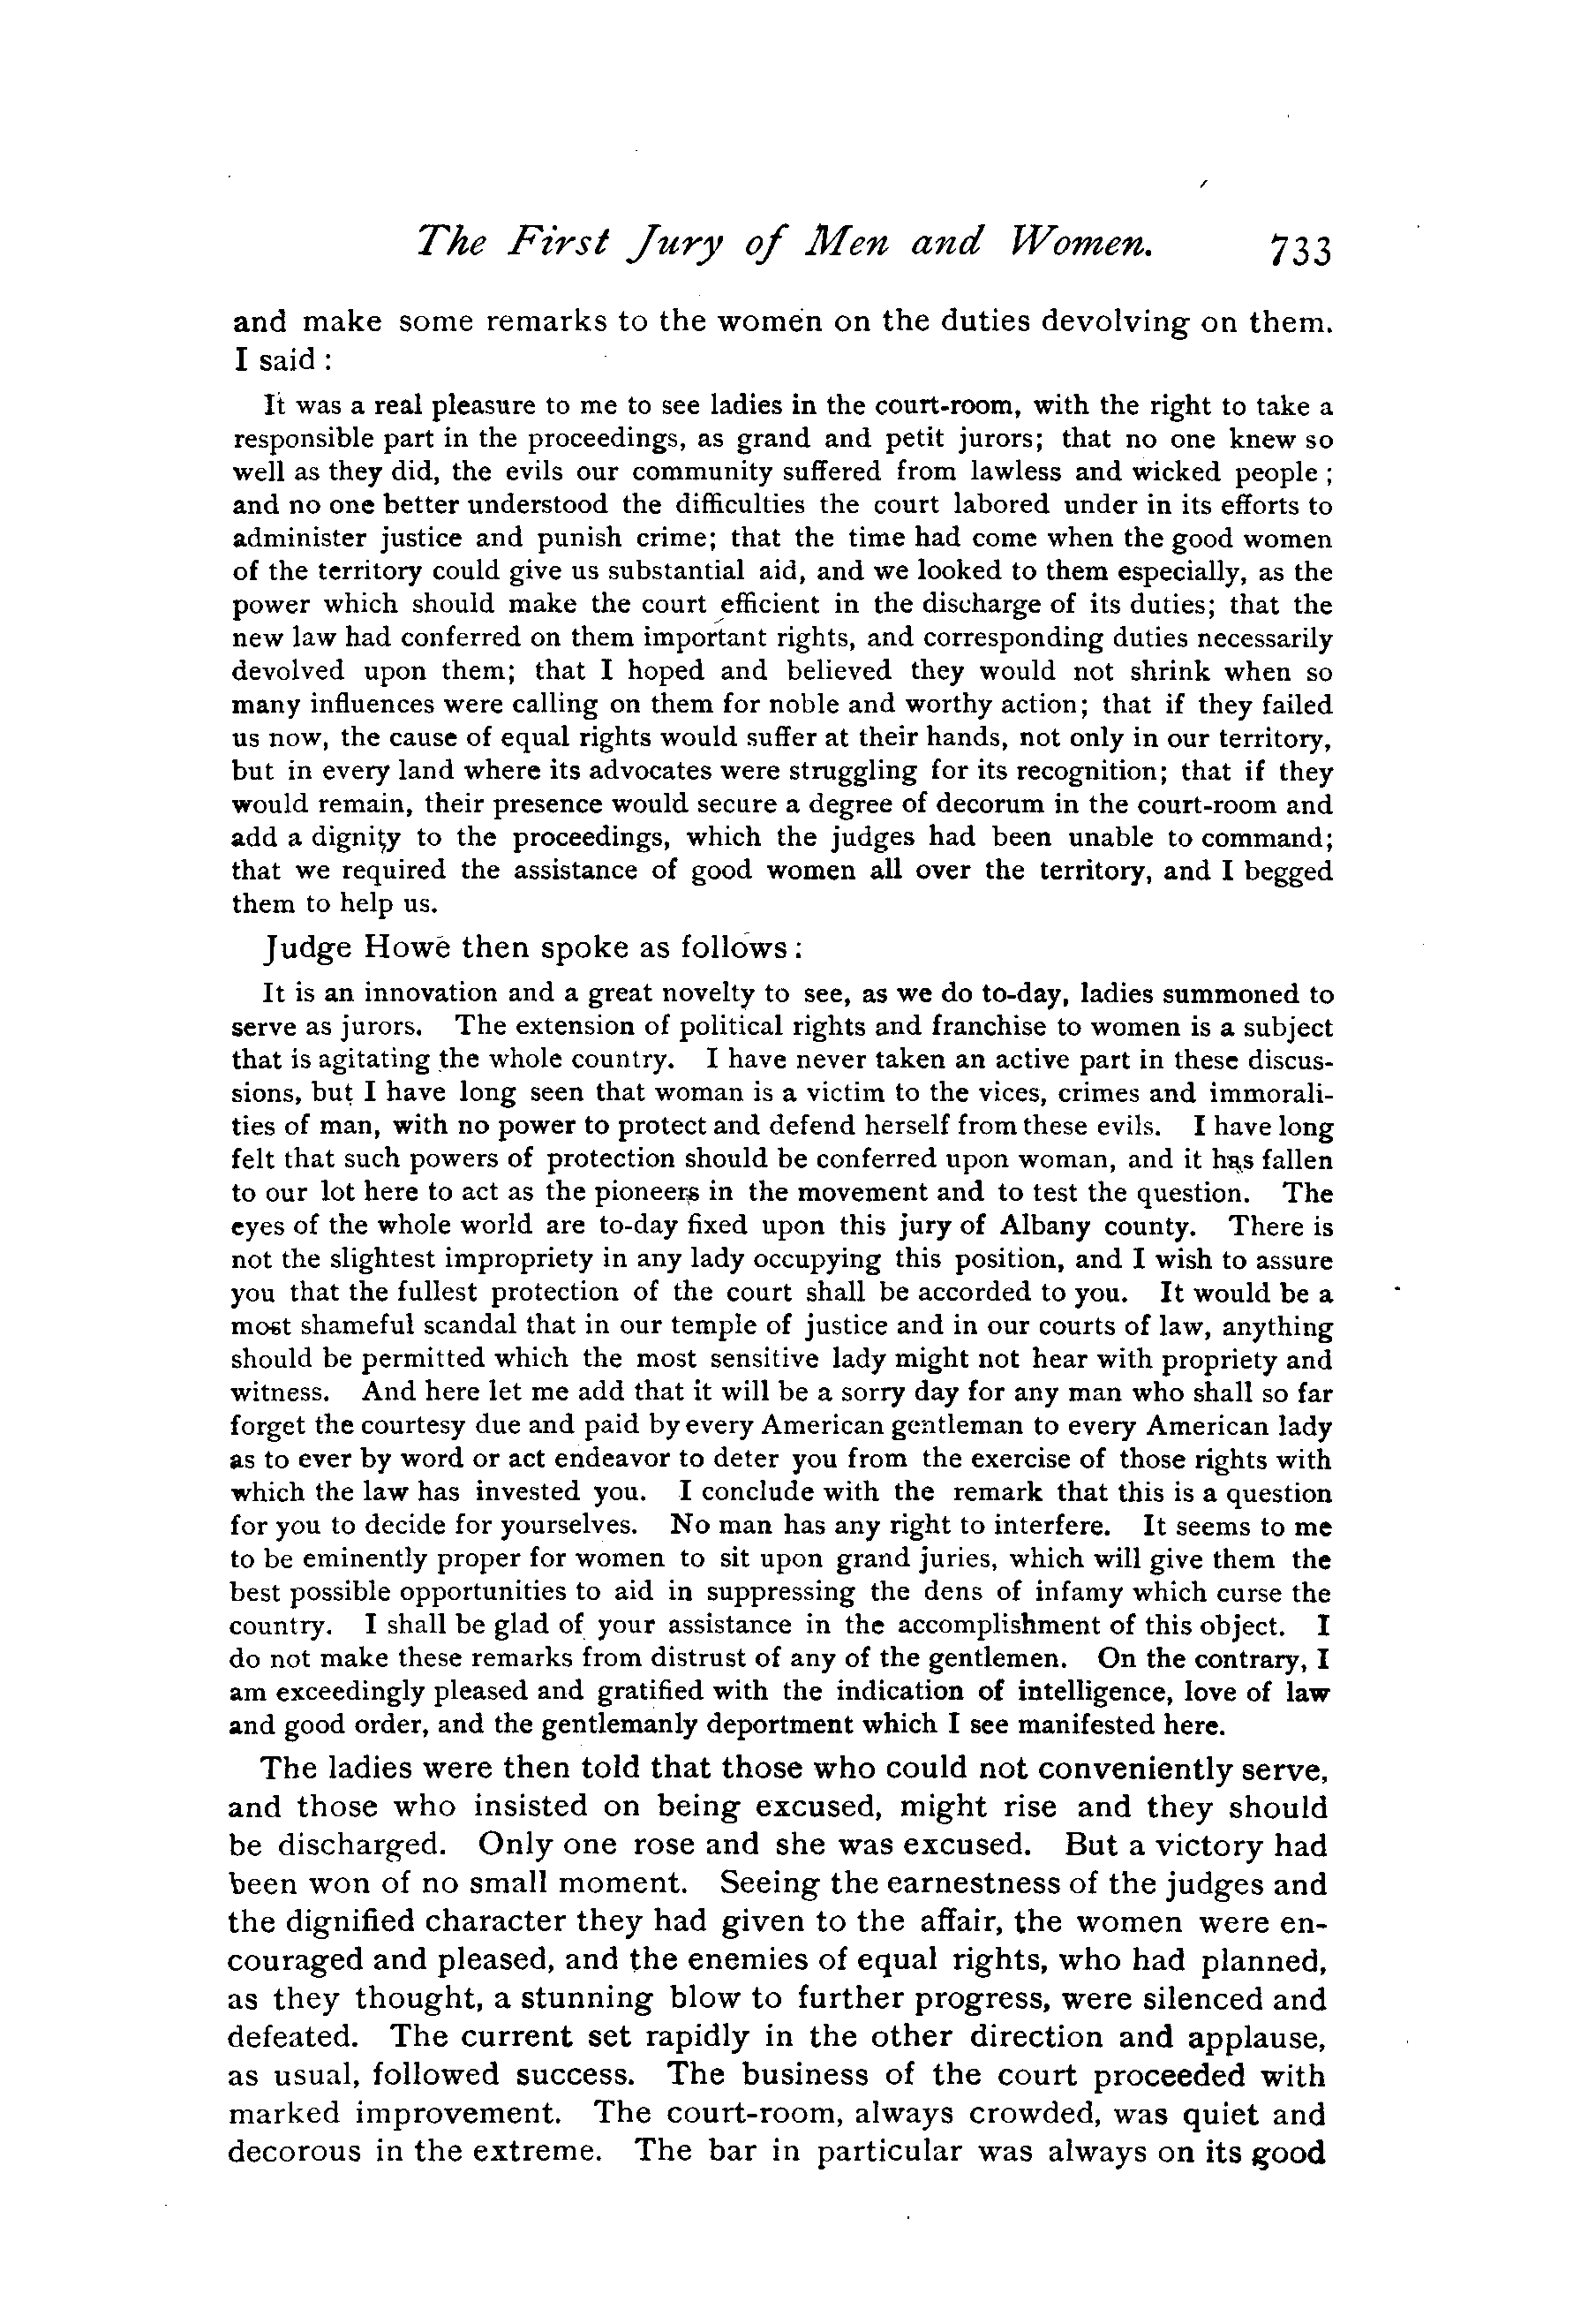 The First Jury of Men and Women. 733
and make some remarks to the women on the duties devolving on them.
I said :
It was a real pleasure to me to see ladies in the court-room, with the right to take a
responsible part in the proceedings, as grand and petit jurors; that no one knew so
well as they did, the evils our community suffered from lawless and wicked people ;
and no one better understood the difficulties the court labored under in its efforts to
administer justice and punish crime; that the time had come when the good women
of the territory could give us substantial aid, and we looked to them especially, as the
power which should make the court efficient in the discharge of its duties; that the
new law had conferred on them important rights, and corresponding duties necessarily
devolved upon them; that I hoped and believed they would not shrink when so
many influences were calling on them for noble and worthy action; that if they failed
us now, the cause of equal rights would suffer at their hands, not only in our territory,
but in every land where its advocates were struggling for its recognition; that if they
would remain, their presence would secure a degree of decorum in the court-room and
add a dignity to the proceedings, which the judges had been unable to command;
that we required the assistance of good women all over the territory, and I begged
them to help us.
Judge Howe then spoke as follows :
It is an innovation and a great novelty to see, as we do to-day, ladies summoned to
serve as jurors. The extension of political rights and franchise to women is a subject
that is agitating the whole country. I have never taken an active part in these discus-
sions, but I have long seen that woman is a victim to the vices, crimes and immorali-
ties of man, with no power to protect and defend herself from these evils. I have long
felt that such powers of protection should be conferred upon woman, and it has fallen
to our lot here to act as the pioneers in the movement and to test the question. The
eyes of the whole world are to-day fixed upon this jury of Albany county. There is
not the slightest impropriety in any lady occupying this position, and I wish to assure
you that the fullest protection of the court shall be accorded to you. It would be a
most shameful scandal that in our temple of justice and in our courts of law, anything
should be permitted which the most sensitive lady might not hear with propriety and
witness. And here let me add that it will be a sorry day for any man who shall so far
forget the courtesy due and paid by every American gentleman to every American lady
as to ever by word or act endeavor to deter you from the exercise of those rights with
which the law has invested you. I conclude with the remark that this is a question
for you to decide for yourselves. No man has any right to interfere. It seems to me
to be eminently proper for women to sit upon grand juries, which will give them the
best possible opportunities to aid in suppressing the dens of infamy which curse the
country. I shall be glad of your assistance in the accomplishment of this object. I
do not make these remarks from distrust of any of the gentlemen. On the contrary, I
am exceedingly pleased and gratified with the indication of intelligence, love of law
and good order, and the gentlemanly deportment which I see manifested here.
The ladies were then told that those who could not conveniently serve,
and those who insisted on being excused, might rise and they should
be discharged. Only one rose and she was excused. But a victory had
been won of no small moment. Seeing the earnestness of the judges and
the dignified character they had given to the affair, the women were en-
couraged and pleased, and the enemies of equal rights, who had planned,
as they thought, a stunning blow to further progress, were silenced and
defeated. The current set rapidly in the other direction and applause,
as usual, followed success. The business of the court proceeded with
marked improvement. The court-room, always crowded, was quiet and
decorous in the extreme. The bar in particular was always on its good